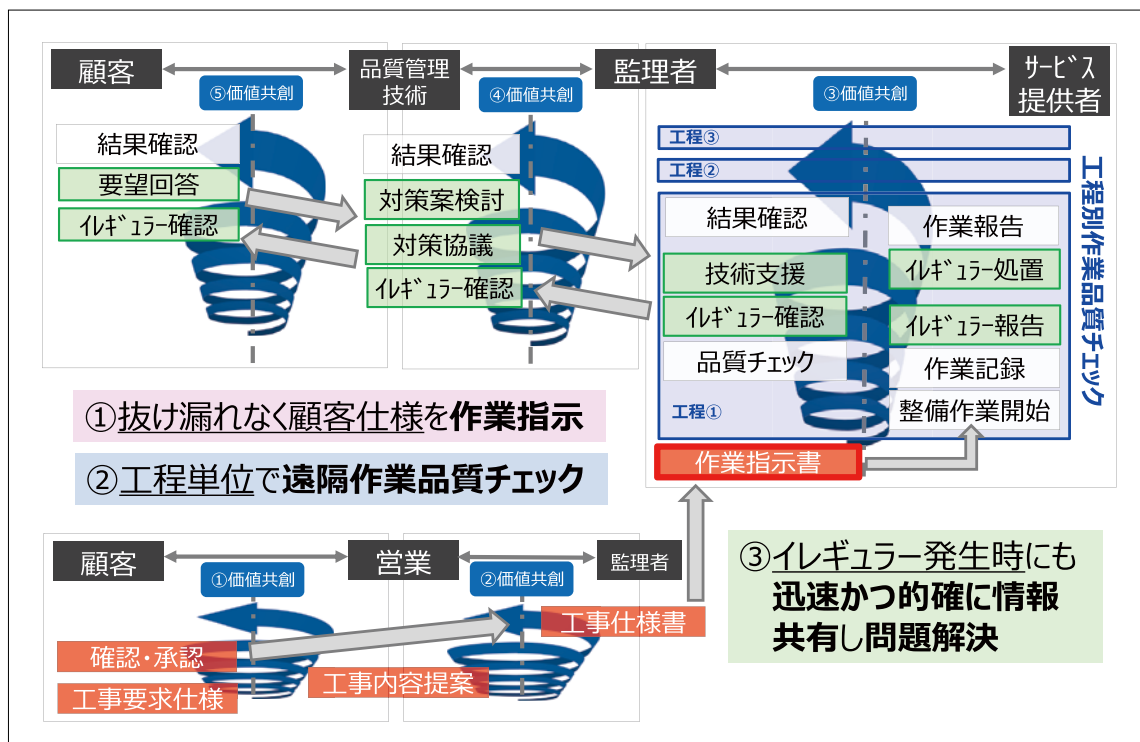 顧客
品質管理
技術
監理者
ｻｰﾋﾞｽ
提供者
⑤価値共創
④価値共創
③価値共創
結果確認
要望回答
ｲﾚｷﾞｭﾗｰ確認
結果確認
対策案検討
対策協議
ｲﾚｷﾞｭﾗｰ確認
工程③
工程②
結果確認
技術支援
ｲﾚｷﾞｭﾗｰ確認
品質チェック
工程①
作業報告
ｲﾚｷﾞｭﾗｰ処置
ｲﾚｷﾞｭﾗｰ報告
作業記録
整備作業開始
工程別作業品質チェック
作業指示書
①抜け漏れなく顧客仕様を作業指示
②工程単位で遠隔作業品質チェック
顧客
営業
監理者
①価値共創
②価値共創
工事仕様書
確認・承認
工事内容提案
工事要求仕様
③イレギュラー発生時にも
迅速かつ的確に情報
共有し問題解決